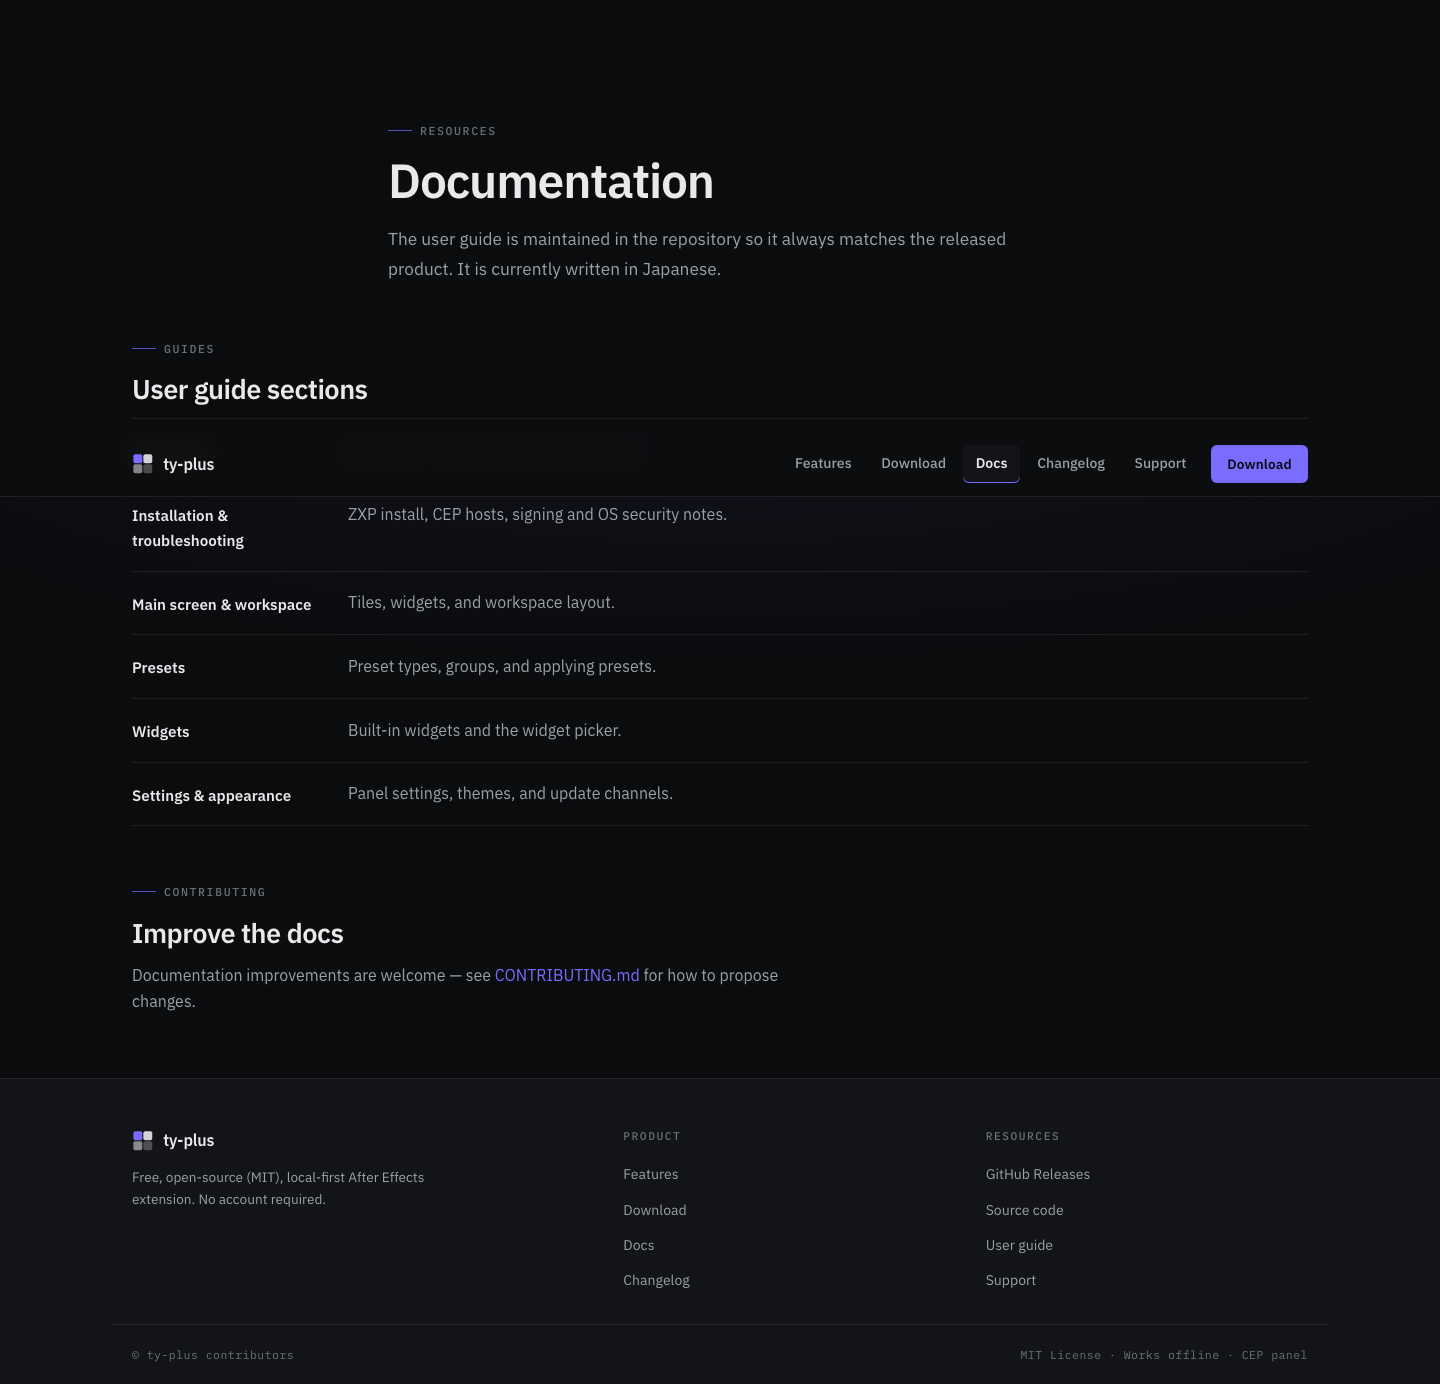 RESOURCES
Documentation
The user guide is maintained in the repository so it always matches the released
product. It is currently written in Japanese.
GUIDES
User guide sections
ty-plus
Features
Download
Docs
Changelog
Support
Download
Installation &
troubleshooting
ZXP install, CEP hosts, signing and OS security notes.
Main screen & workspace
Tiles, widgets, and workspace layout.
Presets
Preset types, groups, and applying presets.
Widgets
Built-in widgets and the widget picker.
Settings & appearance
Panel settings, themes, and update channels.
CONTRIBUTING
Improve the docs
Documentation improvements are welcome — see CONTRIBUTING.md for how to propose
changes.
ty-plus
Free, open-source (MIT), local-first After Effects
extension. No account required.
PRODUCT
Features
Download
Docs
Changelog
RESOURCES
GitHub Releases
Source code
User guide
Support
© ty-plus contributors
MIT License · Works offline · CEP panel